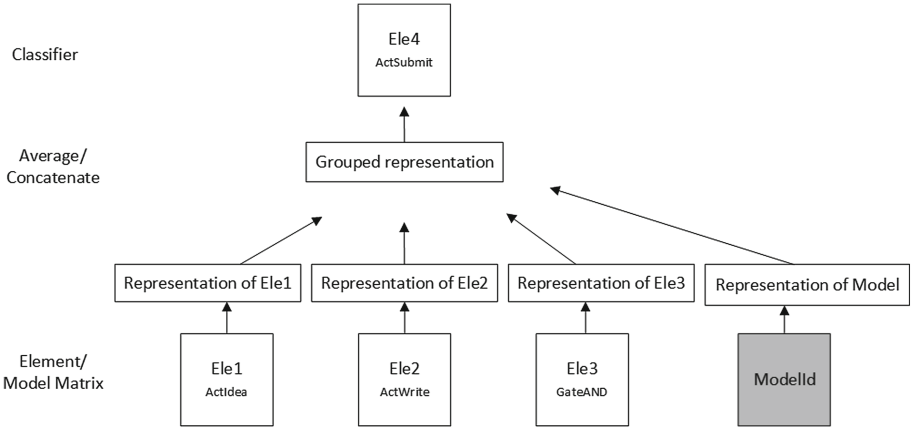 Classifier
Ele4
ActSubmit
Average/
Concatenate
Grouped representation
Representation of Ele1
Representation of Ele2
Representation of Ele3
Representation of Model
Element/
Model Matrix
Ele1
ActIdea
Ele2
ActWrite
Ele3
GateAND
ModelId